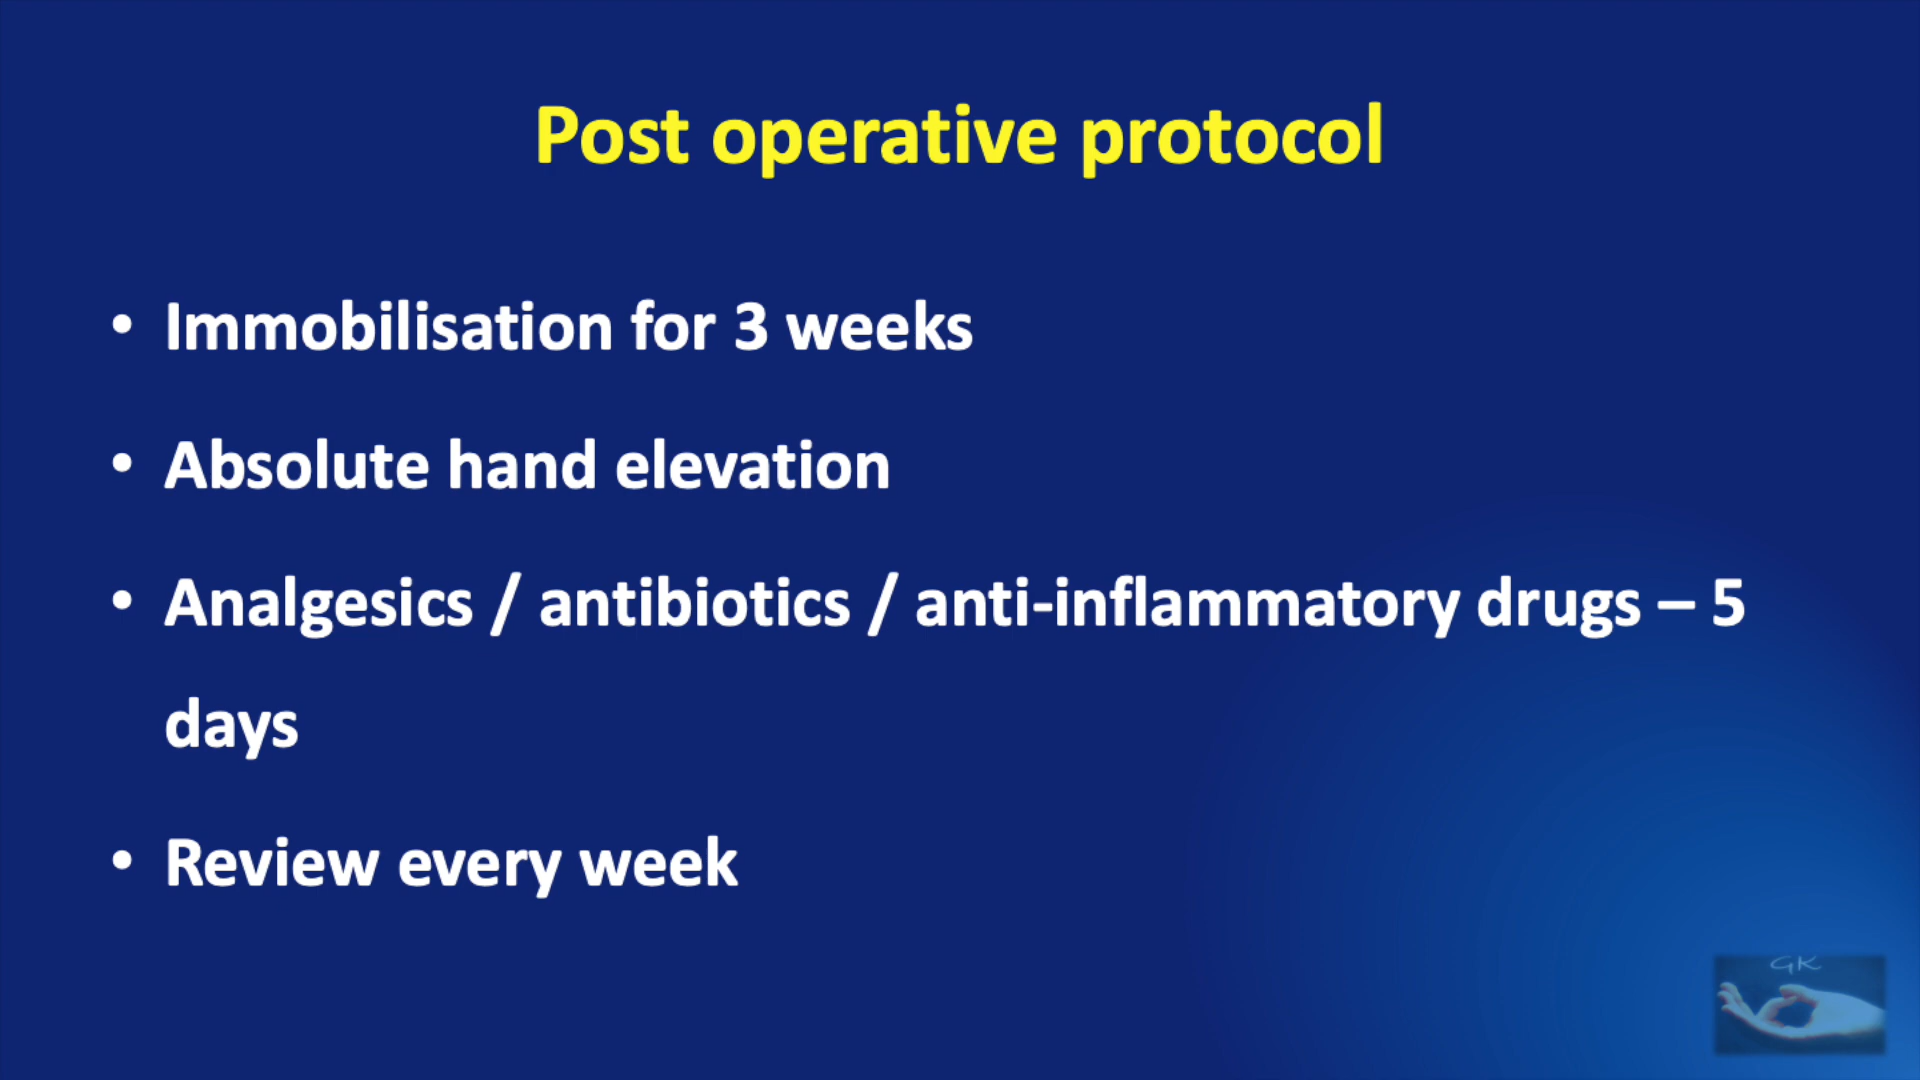 Post operative protocol
• Immobilisation for 3 weeks
• Absolute hand elevation
• Analgesics / antibiotics / anti-inflammatory drugs – 5
days
• Review every week
GK